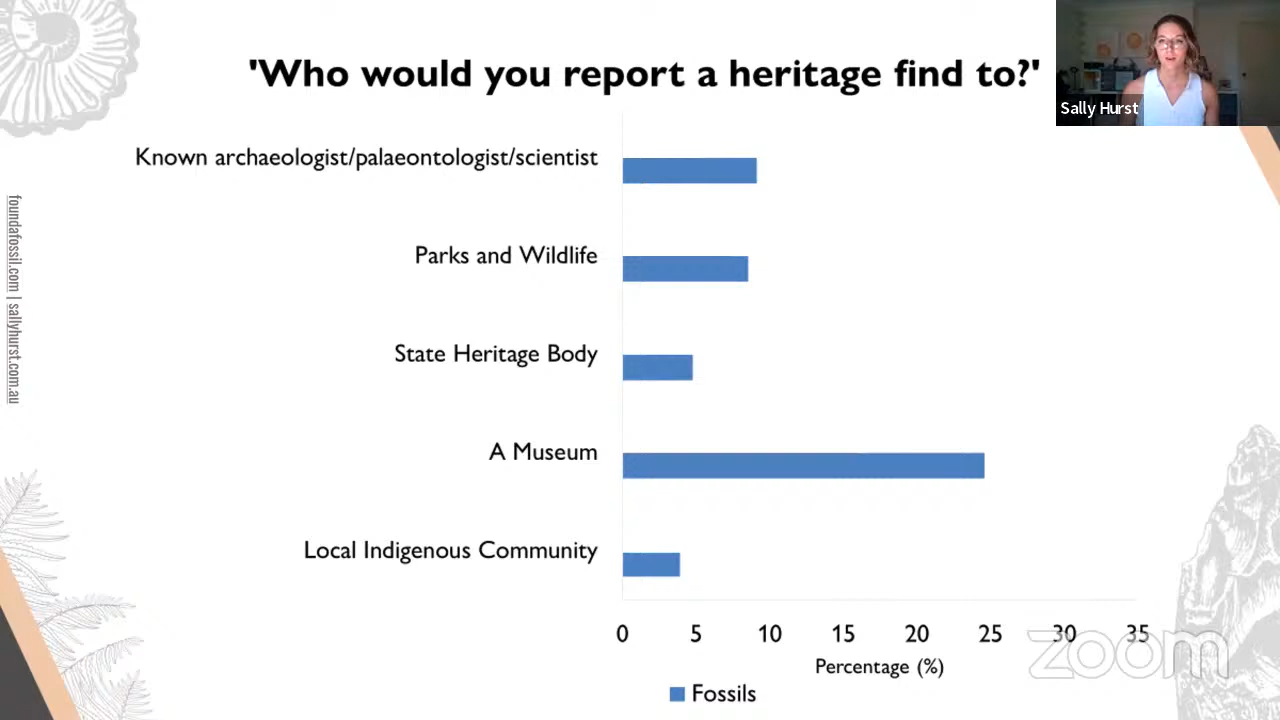 'Who would you report a heritage find to?'
Sally Hurst
Known archaeologist/palaeontologist/scientist
Parks and Wildlife
State Heritage Body
A Museum
Local Indigenous Community
0 5 10 15 20 25 30 35
Percentage (%)
Fossils
foundafossil.com | sallyhurst.com.au
zoom